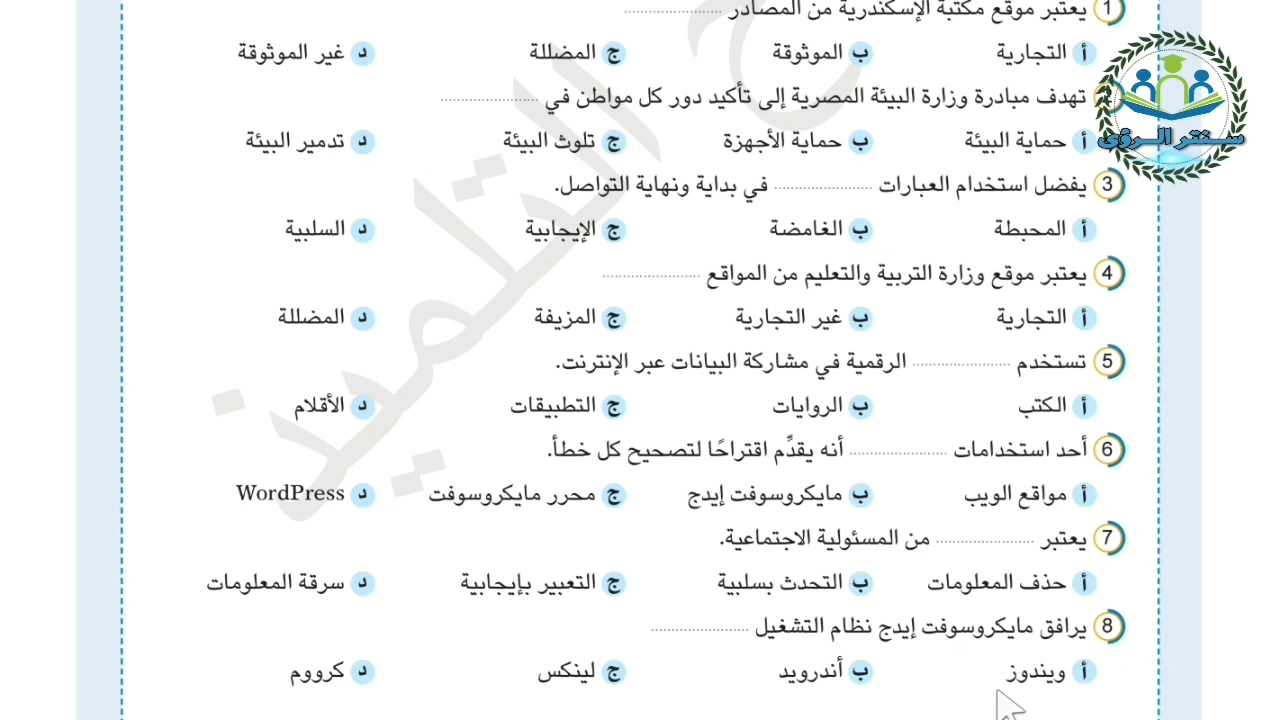 1 يعتبر موقع مكتبة الإسكندرية من المصادر ......................
أ التجارية ب الموثوقة ج المضللة د غير الموثوقة
تهدف مبادرة وزارة البيئة المصرية إلى تأكيد دور كل مواطن في ......................
أ حماية البيئة ب حماية الأجهزة ج تلوث البيئة د تدمير البيئة
سنتر الرؤى
3 يفضل استخدام العبارات ...................... في بداية ونهاية التواصل.
أ المحبطة ب الغامضة ج الإيجابية د السلبية
4 يعتبر موقع وزارة التربية والتعليم من المواقع ......................
أ التجارية ب غير التجارية ج المزيفة د المضللة
5 تستخدم ...................... الرقمية في مشاركة البيانات عبر الإنترنت.
أ الكتب ب الروايات ج التطبيقات د الأقلام
6 أحد استخدامات ...................... أنه يقدِّم اقتراحًا لتصحيح كل خطأ.
أ مواقع الويب ب مايكروسوفت إيدج ج محرر مايكروسوفت د WordPress
7 يعتبر ...................... من المسئولية الاجتماعية.
أ حذف المعلومات ب التحدث بسلبية ج التعبير بإيجابية د سرقة المعلومات
8 يرافق مايكروسوفت إيدج نظام التشغيل ......................
أ ويندوز ب أندرويد ج لينكس د كرووم
التلميذ